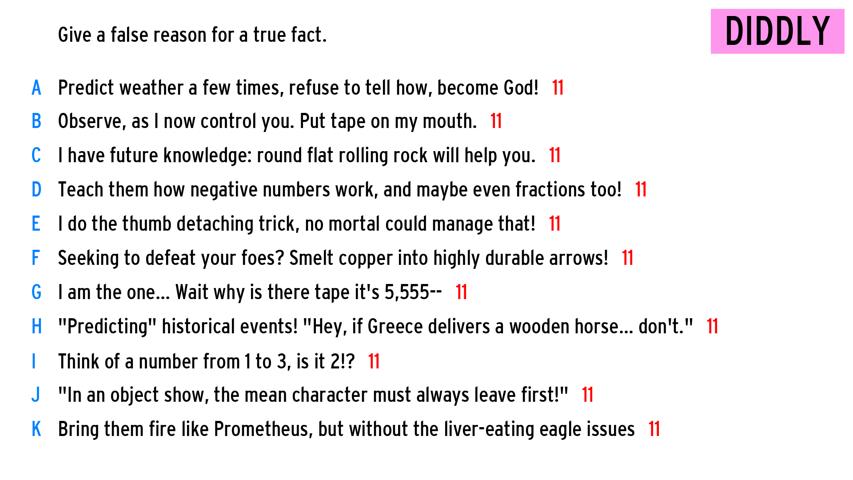 Give a false reason for a true fact.
DIDDLY
A Predict weather a few times, refuse to tell how, become God! 11
B Observe, as I now control you. Put tape on my mouth. 11
C I have future knowledge: round flat rolling rock will help you. 11
D Teach them how negative numbers work, and maybe even fractions too! 11
E I do the thumb detaching trick, no mortal could manage that! 11
F Seeking to defeat your foes? Smelt copper into highly durable arrows! 11
G I am the one... Wait why is there tape it's 5,555-- 11
H "Predicting" historical events! "Hey, if Greece delivers a wooden horse... don't." 11
I Think of a number from 1 to 3, is it 2!? 11
J "In an object show, the mean character must always leave first!" 11
K Bring them fire like Prometheus, but without the liver-eating eagle issues 11